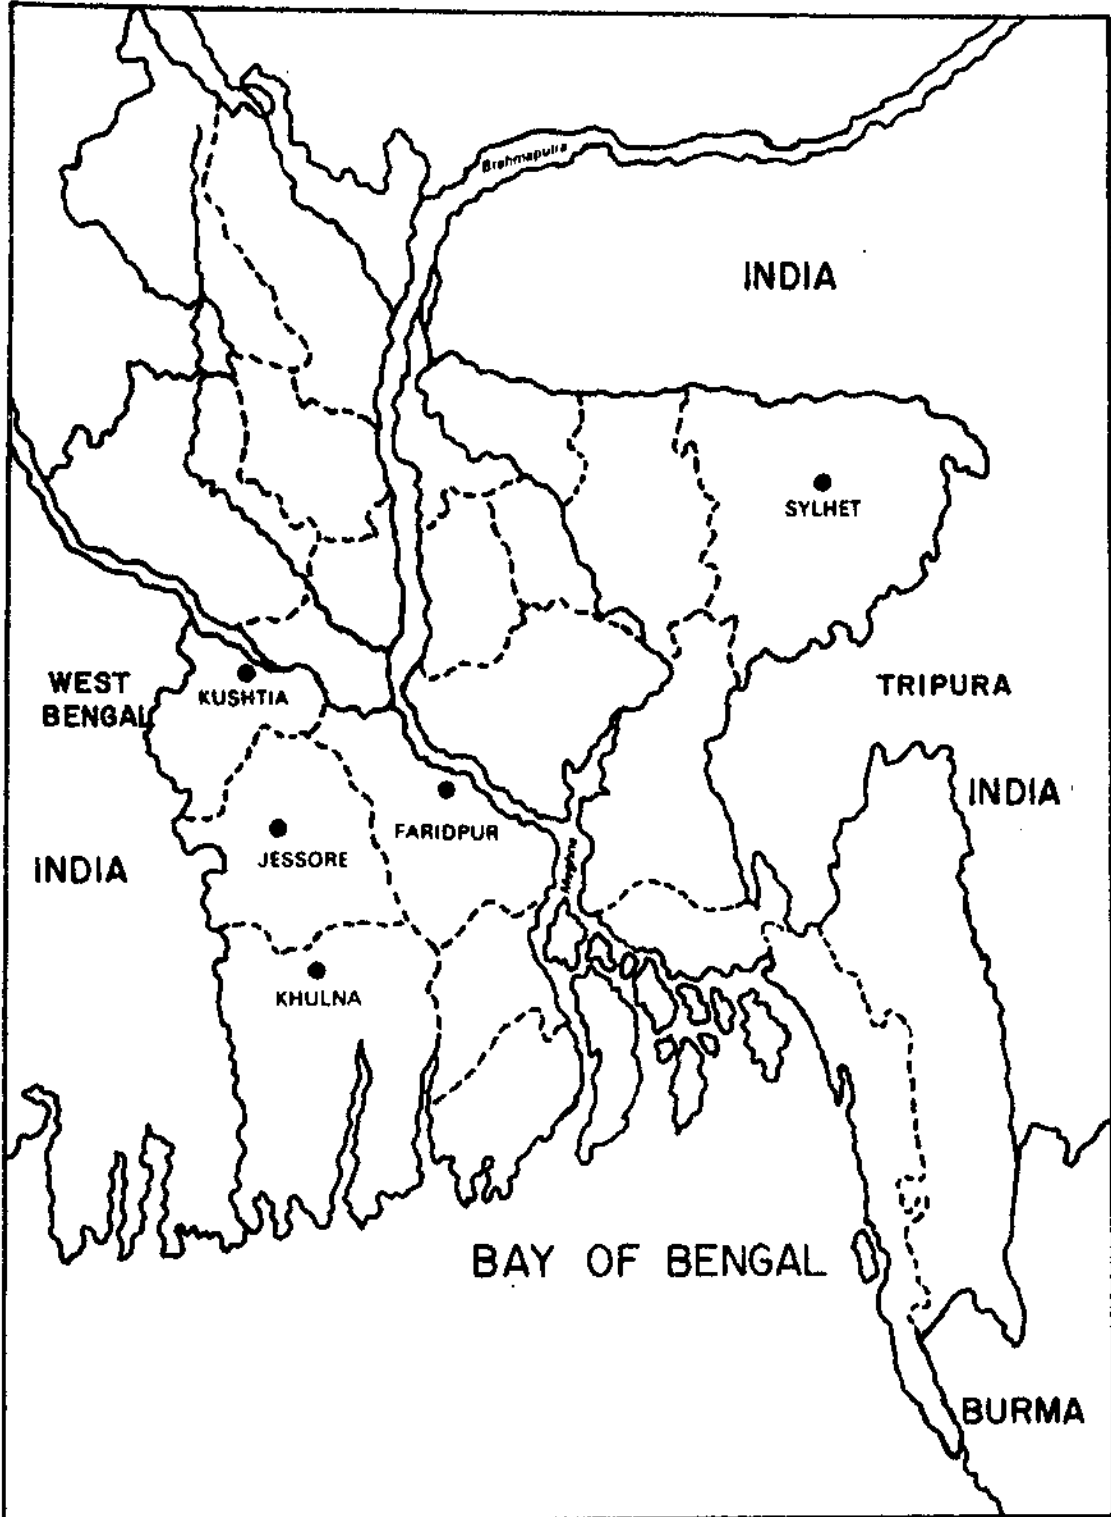 Brahmaputra
INDIA
SYLHET
WEST
BENGAL
KUSHTIA
TRIPURA
INDIA
FARIDPUR
JESSORE
INDIA
Meghna
KHULNA
BAY OF BENGAL
BURMA